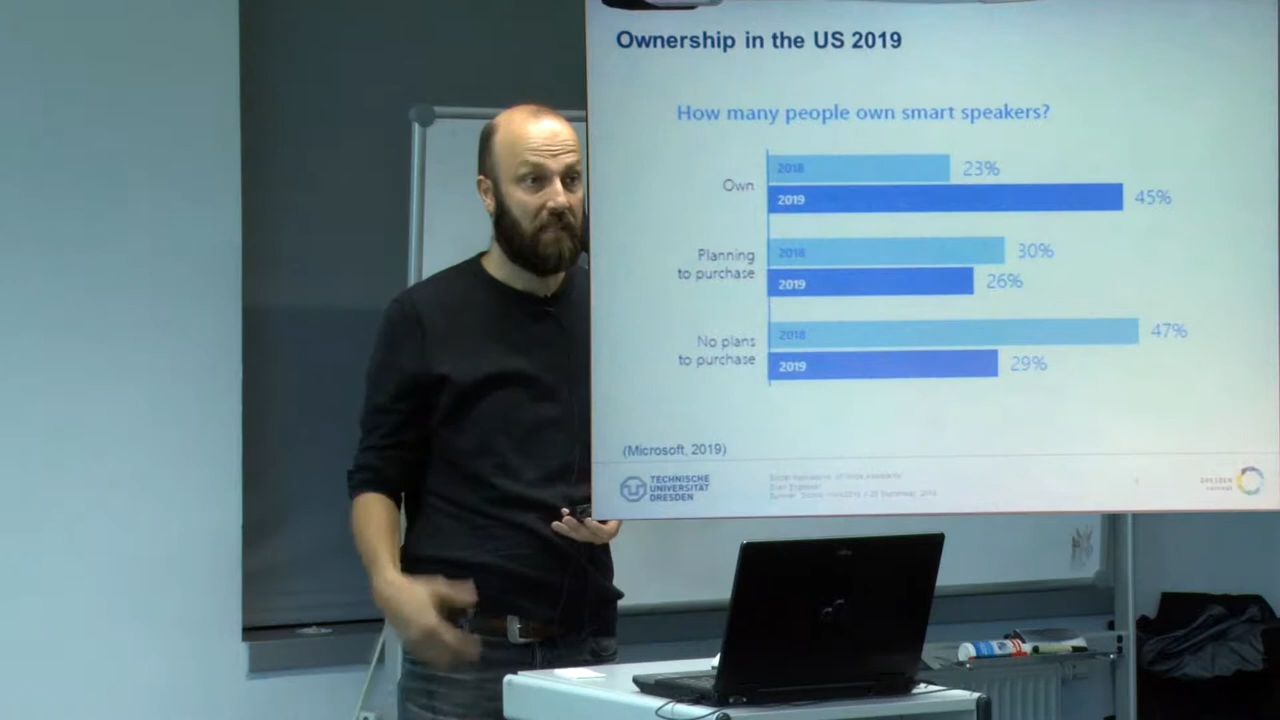 Ownership in the US 2019
How many people own smart speakers?
Own
2018
23%
2019
45%
Planning
to purchase
2018
30%
2019
26%
No plans
to purchase
2018
47%
2019
29%
(Microsoft, 2019)
TECHNISCHE
UNIVERSITÄT
DRESDEN
DRESDEN